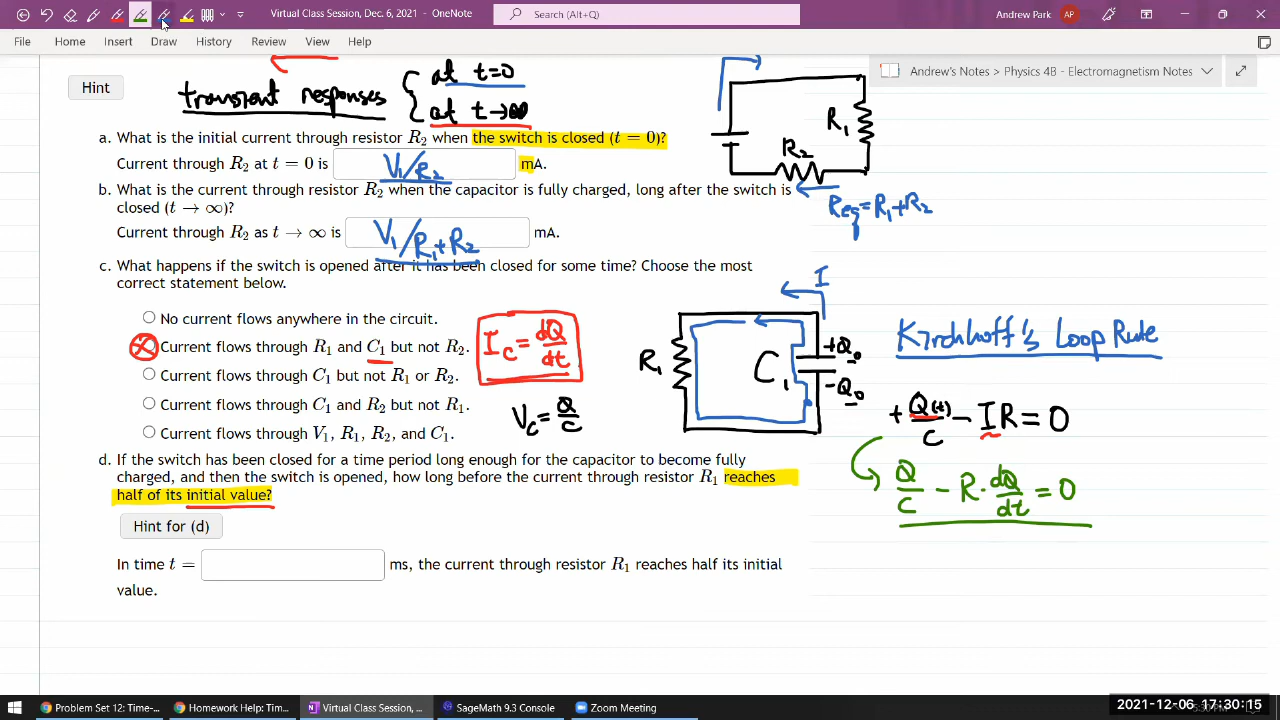 Virtual Class Session, Dec. 6, 2021 - OneNote
Search (Alt+Q)
Andrew Park
AP
File Home Insert Draw History Research View Help
Andrew's Notes > Physics 4B - Electromagnetism Notes
Hint
transient responses { at t=0
at t→∞
a. What is the initial current through resistor R2 when the switch is closed (t = 0)?
Current through R2 at t = 0 is V1/R2 mA.
b. What is the current through resistor R2 when the capacitor is fully charged, long after the switch is
closed (t → ∞)?
Current through R2 as t → ∞ is V1/R1+R2 mA.
R1
R2
Req=R1+R2
c. What happens if the switch is opened after it has been closed for some time? Choose the most
correct statement below.
No current flows anywhere in the circuit.
Current flows through R1 and C1 but not R2.
Current flows through C1 but not R1 or R2.
Current flows through C1 and R2 but not R1.
Current flows through V1, R1, R2, and C1.
Ic = dQ/dt
Vc = Q/C
I
R1
C1
+Q0
-Q0
Kirchhoff's Loop Rule
+ Q(t)/C - IR = 0
Q/C - R · dQ/dt = 0
d. If the switch has been closed for a time period long enough for the capacitor to become fully
charged, and then the switch is opened, how long before the current through resistor R1 reaches
half of its initial value?
Hint for (d)
In time t = ms, the current through resistor R1 reaches half its initial
value.
Problem Set 12: Time-...
Homework Help: Tim...
Virtual Class Session,...
SageMath 9.3 Console
Zoom Meeting
2021-12-06 17:30:15